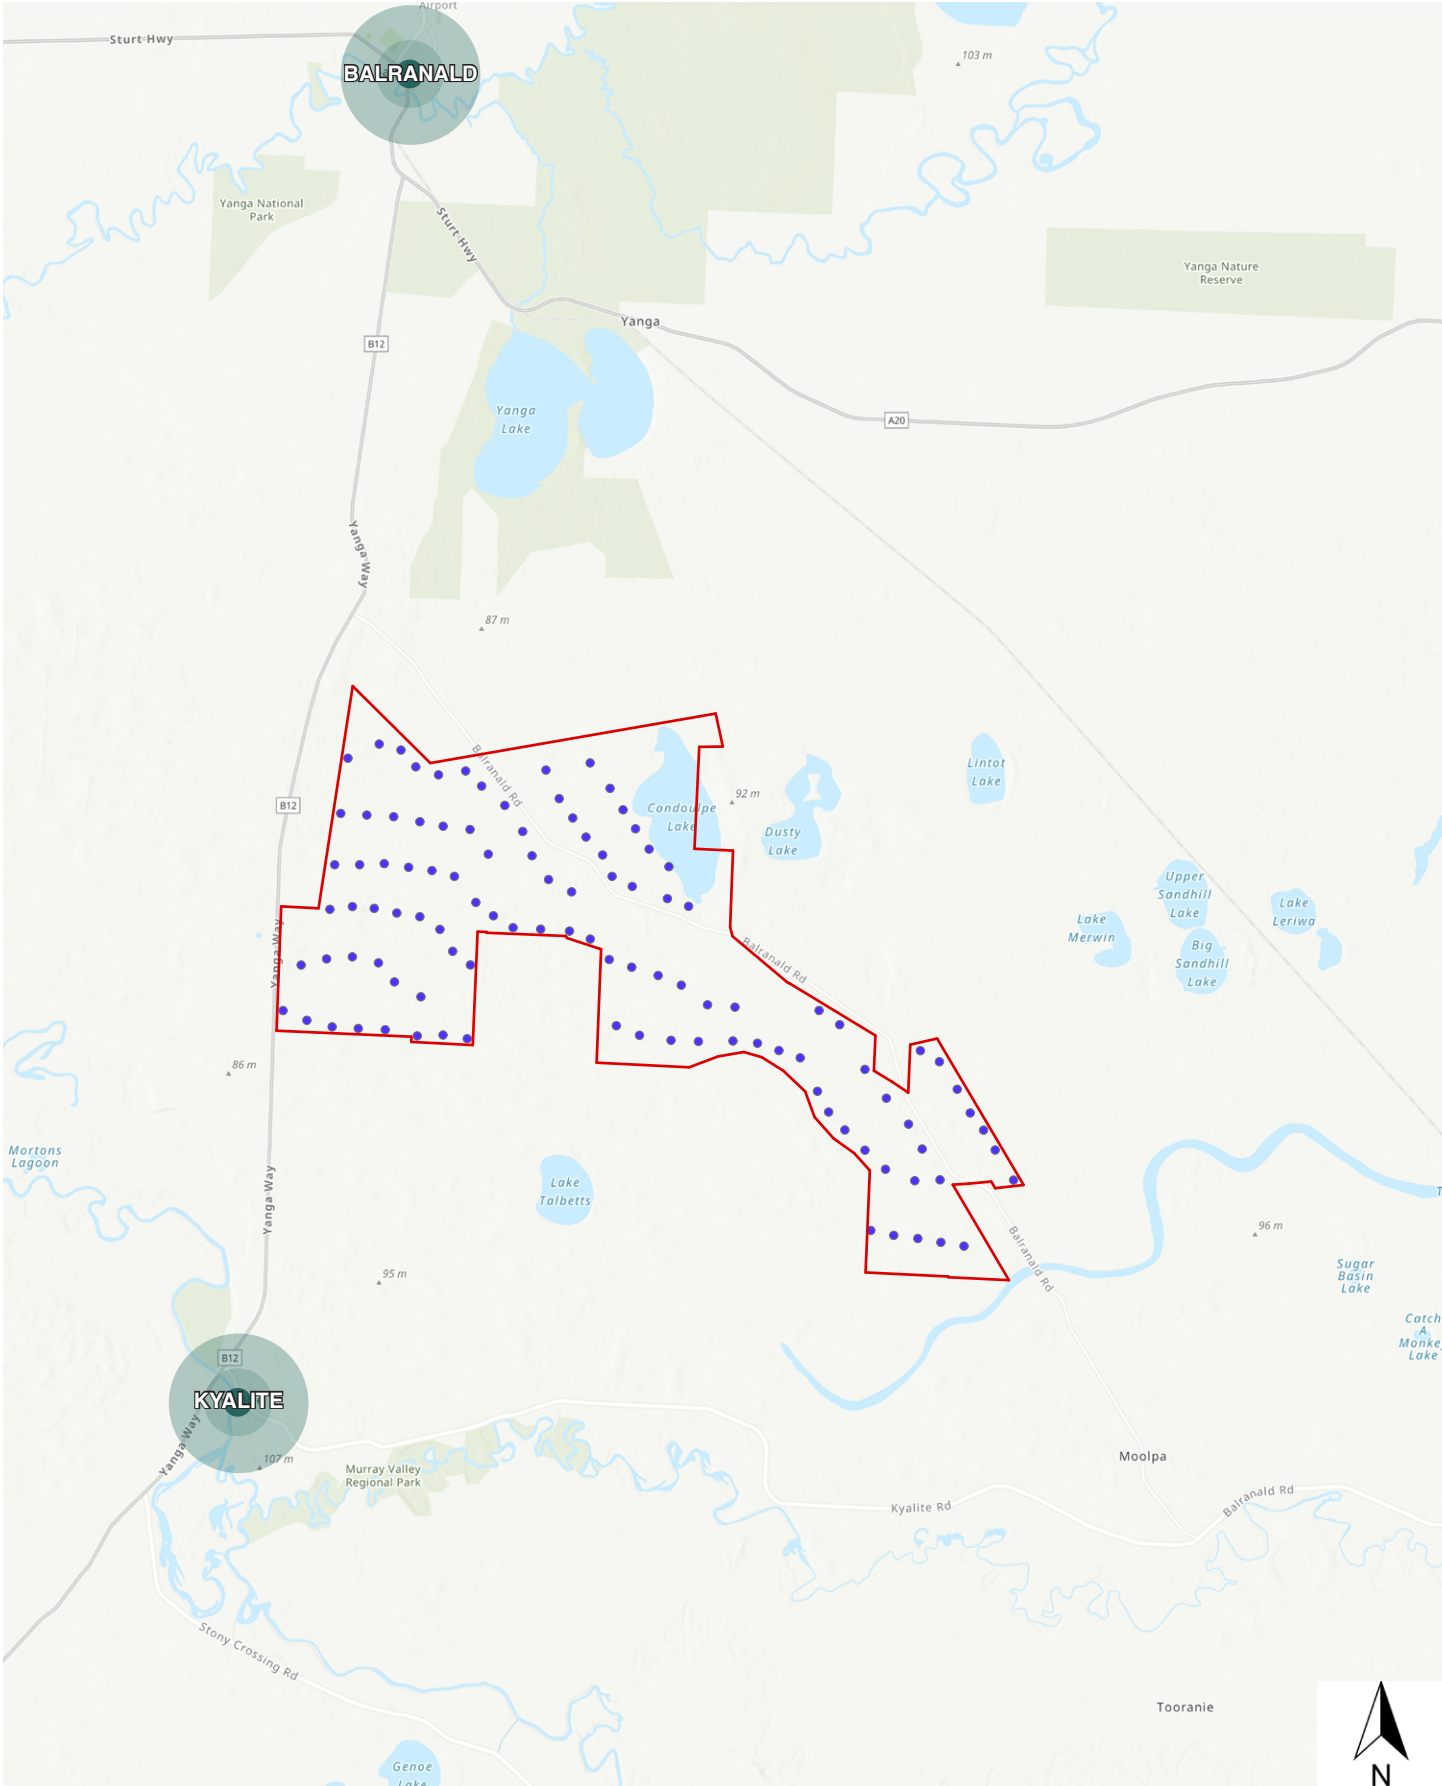 Airport
Sturt Hwy
103 m
BALRANALD
Yanga National
Park
Sturt Hwy
Yanga Nature
Reserve
Yanga
B12
Yanga
Lake
A20
Yanga Way
87 m
Balranald Rd
Lintot
Lake
92 m
B12
Condoulpe
Lake
Dusty
Lake
Upper
Sandhill
Lake
Lake
Leriwa
Lake
Merwin
Yanga Way
Balranald Rd
Big
Sandhill
Lake
86 m
Mortons
Lagoon
Yanga Way
Lake
Talbetts
96 m
Balranald Rd
95 m
Sugar
Basin
Lake
Catch
A
Monke
Lake
B12
KYALITE
Yanga Way
107 m
Murray Valley
Regional Park
Moolpa
Kyalite Rd
Balranald Rd
Stony Crossing Rd
Tooranie
Genoe
Lake
N